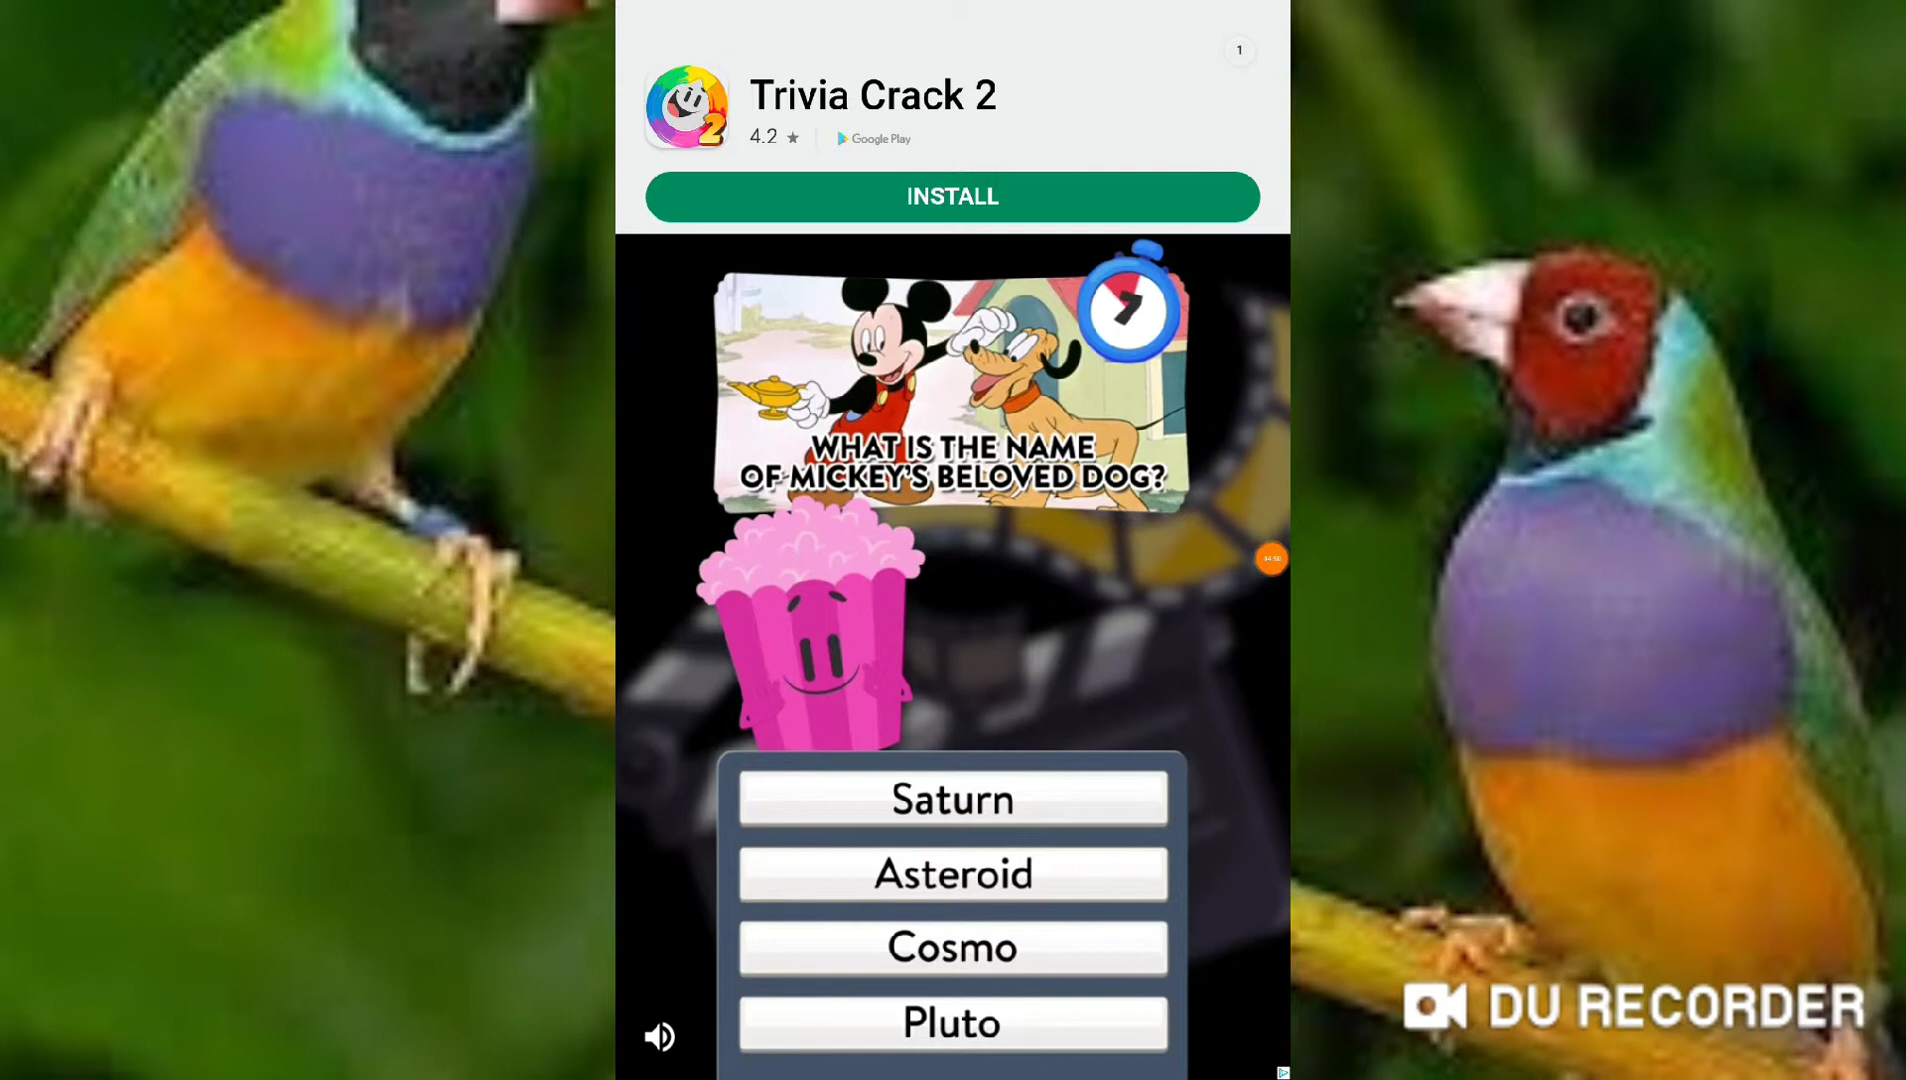 1
Trivia Crack 2
4.2 ★
Google Play
INSTALL
2
7
WHAT IS THE NAME
OF MICKEY'S BELOVED DOG?
Saturn
Asteroid
Cosmo
Pluto
DU RECORDER